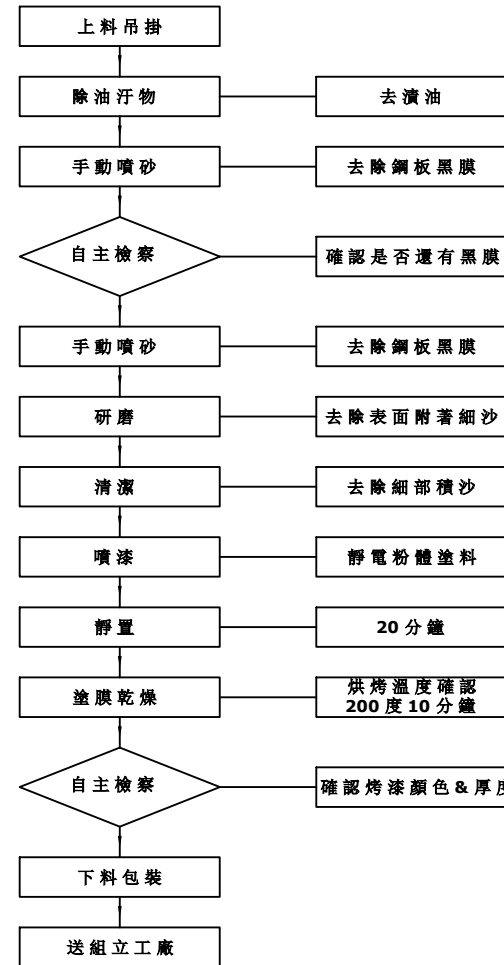 上料吊掛
除油汙物
去漬油
手動噴砂
去除鋼板黑膜
自主檢察
確認是否還有黑膜
手動噴砂
去除鋼板黑膜
研磨
去除表面附著細沙
清潔
去除細部積沙
噴漆
靜電粉體塗料
靜置
20分鐘
塗膜乾燥
烘烤溫度確認
200度10分鐘
自主檢察
確認烤漆顏色&厚度
下料包裝
送組立工廠